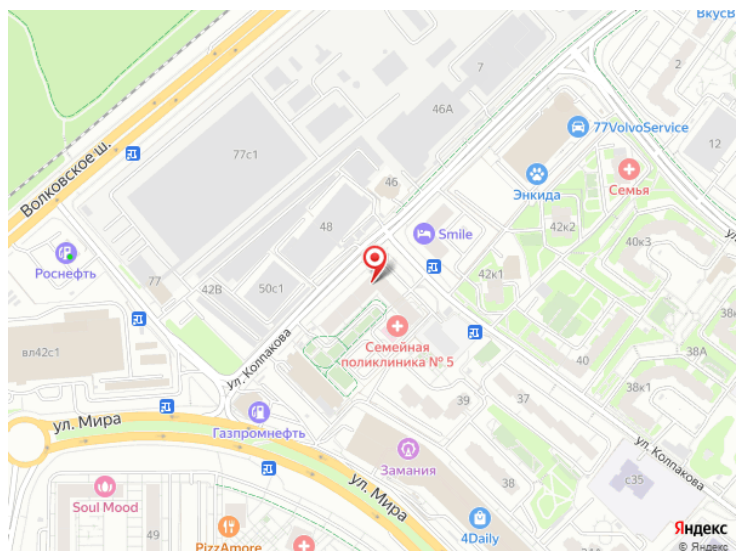 ВкусВ
2
7
46А
12
77VolvoService
77с1
Волковское ш.
46
Семья
Энкида
42к2
48
Smile
40к3
Роснефть
77
42В
50с1
42к1
38к
ул. Колпакова
Семейная
поликлиника № 5
вл42с1
40
38А
38к1
39
37
ул. Мира
Газпромнефть
Замания
38
ул. Колпакова
с35
ул. Мира
Soul Mood
49
4Daily
PizzAmore
Яндекс
© Яндекс